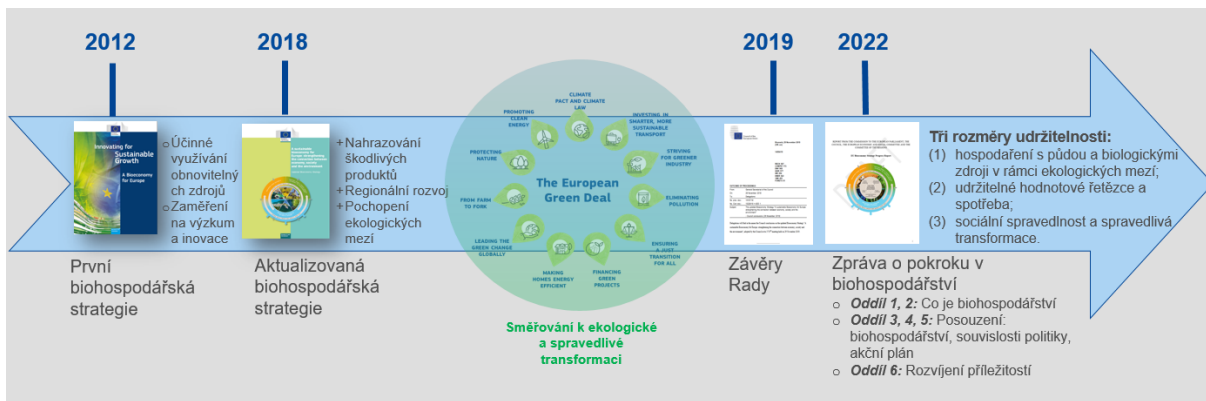 2012
2018
2019
2022
Innovating for
Sustainable
Growth
A Bioeconomy
for Europe
o Účinné
využívání
obnovitelný
ch zdrojů
o Zaměření
na výzkum
a inovace
První
biohospodářská
strategie
+ Nahrazování
škodlivých
produktů
+ Regionální rozvoj
+ Pochopení
ekologických
mezí
Aktualizovaná
biohospodářská
strategie
The European
Green Deal
CLIMATE
PACT AND CLIMATE
LAW
INVESTING IN
SMARTER, MORE
SUSTAINABLE
TRANSPORT
STRIVING
FOR GREENER
INDUSTRY
ELIMINATING
POLLUTION
ENSURING
A JUST
TRANSITION
FOR ALL
FINANCING
GREEN
PROJECTS
MAKING
HOMES ENERGY
EFFICIENT
LEADING THE
GREEN CHANGE
GLOBALLY
FROM FARM
TO FORK
PROTECTING
NATURE
PROMOTING
CLEAN
ENERGY
Směřování k ekologické
a spravedlivé
transformaci
Závěry
Rady
Zpráva o pokroku v
biohospodářství
o Oddíl 1, 2: Co je biohospodářství
o Oddíl 3, 4, 5: Posouzení:
biohospodářství, souvislosti politiky,
akční plán
o Oddíl 6: Rozvíjení příležitostí
Tři rozměry udržitelnosti:
(1) hospodaření s půdou a biologickými
zdroji v rámci ekologických mezí;
(2) udržitelné hodnotové řetězce a
spotřeba;
(3) sociální spravedlnost a spravedlivá
transformace.